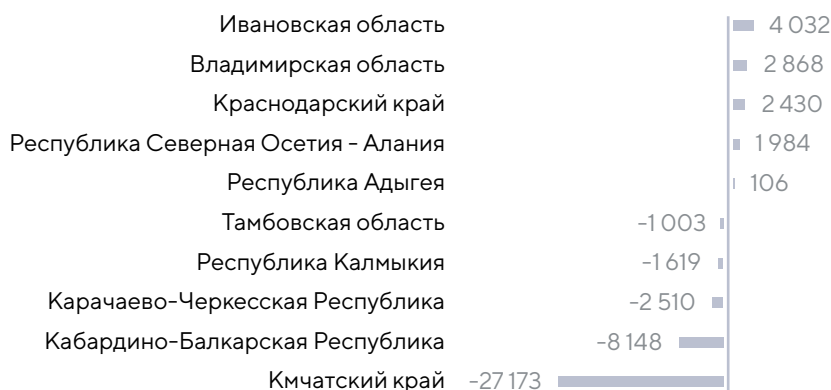 Ивановская область 4 032
Владимирская область 2 868
Краснодарский край 2 430
Республика Северная Осетия - Алания 1 984
Республика Адыгея 106
Тамбовская область -1 003
Республика Калмыкия -1 619
Карачаево-Черкесская Республика -2 510
Кабардино-Балкарская Республика -8 148
Кмчатский край -27 173